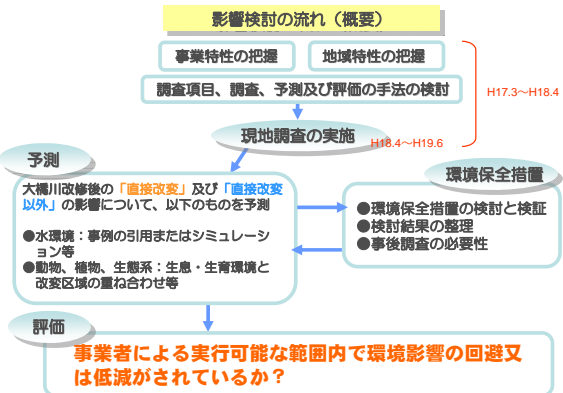 影響検討の流れ（概要）
事業特性の把握
地域特性の把握
調査項目、調査、予測及び評価の手法の検討
H17.3～H18.4
現地調査の実施
H18.4～H19.6
予測
大橋川改修後の「直接改変」及び「直接改変
以外」の影響について、以下のものを予測
●水環境：事例の引用またはシミュレーシ
ョン等
●動物、植物、生態系：生息・生育環境と
改変区域の重ね合わせ等
環境保全措置
●環境保全措置の検討と検証
●検討結果の整理
●事後調査の必要性
評価
事業者による実行可能な範囲内で環境影響の回避又
は低減がされているか？